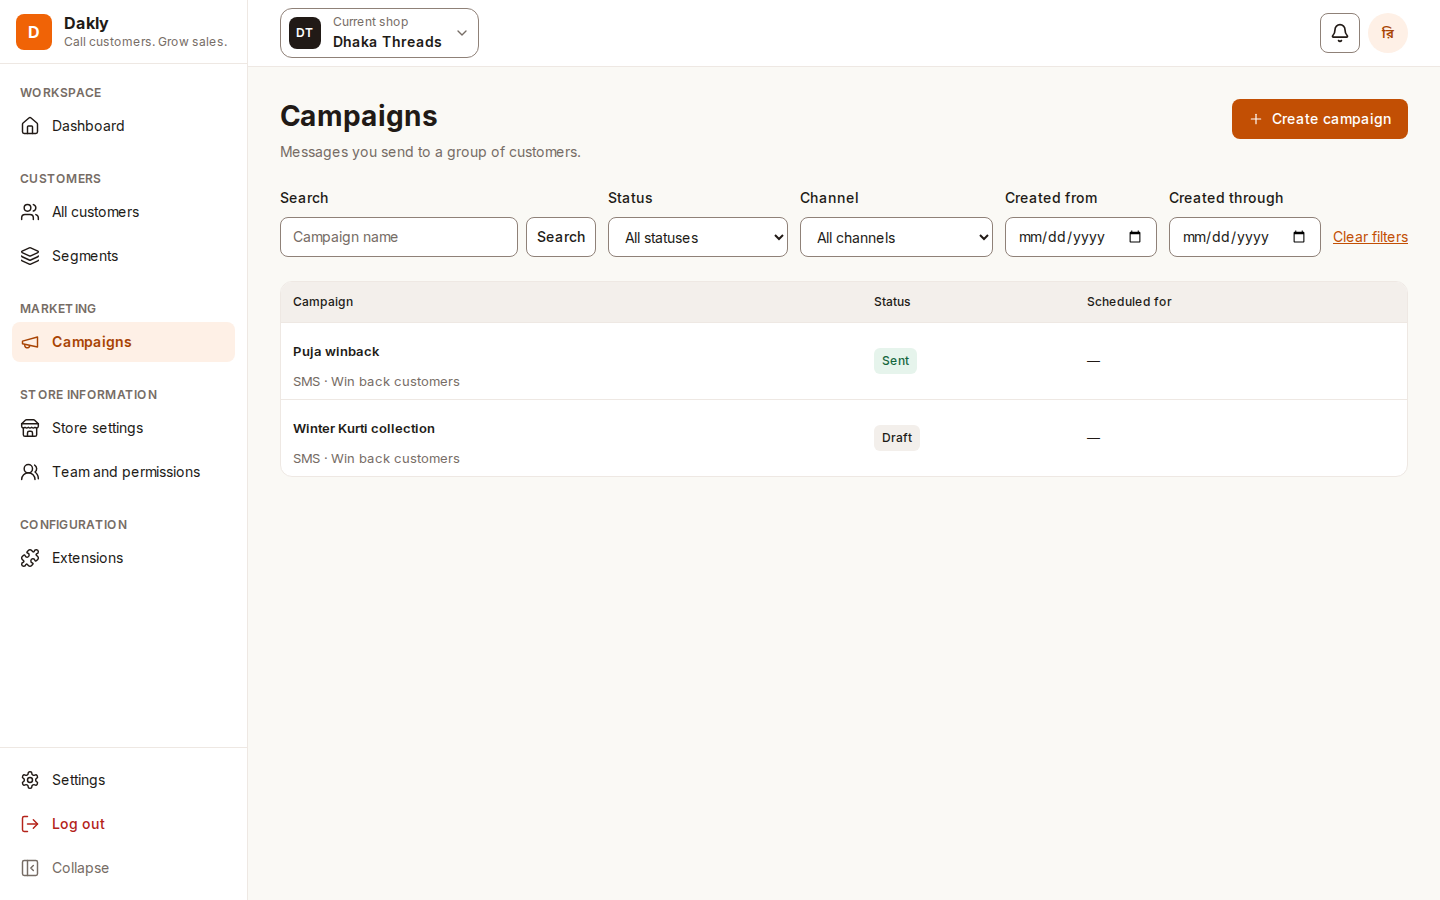 D
Dakly
Call customers. Grow sales.
DT
Current shop
Dhaka Threads
রি
WORKSPACE
Dashboard
CUSTOMERS
All customers
Segments
MARKETING
Campaigns
STORE INFORMATION
Store settings
Team and permissions
CONFIGURATION
Extensions
Settings
Log out
Collapse
Campaigns
Create campaign
Messages you send to a group of customers.
Search
Status
Channel
Created from
Created through
Campaign name
Search
All statuses
All channels
mm/dd/yyyy
mm/dd/yyyy
Clear filters
Campaign
Status
Scheduled for
Puja winback
SMS · Win back customers
Sent
—
Winter Kurti collection
SMS · Win back customers
Draft
—